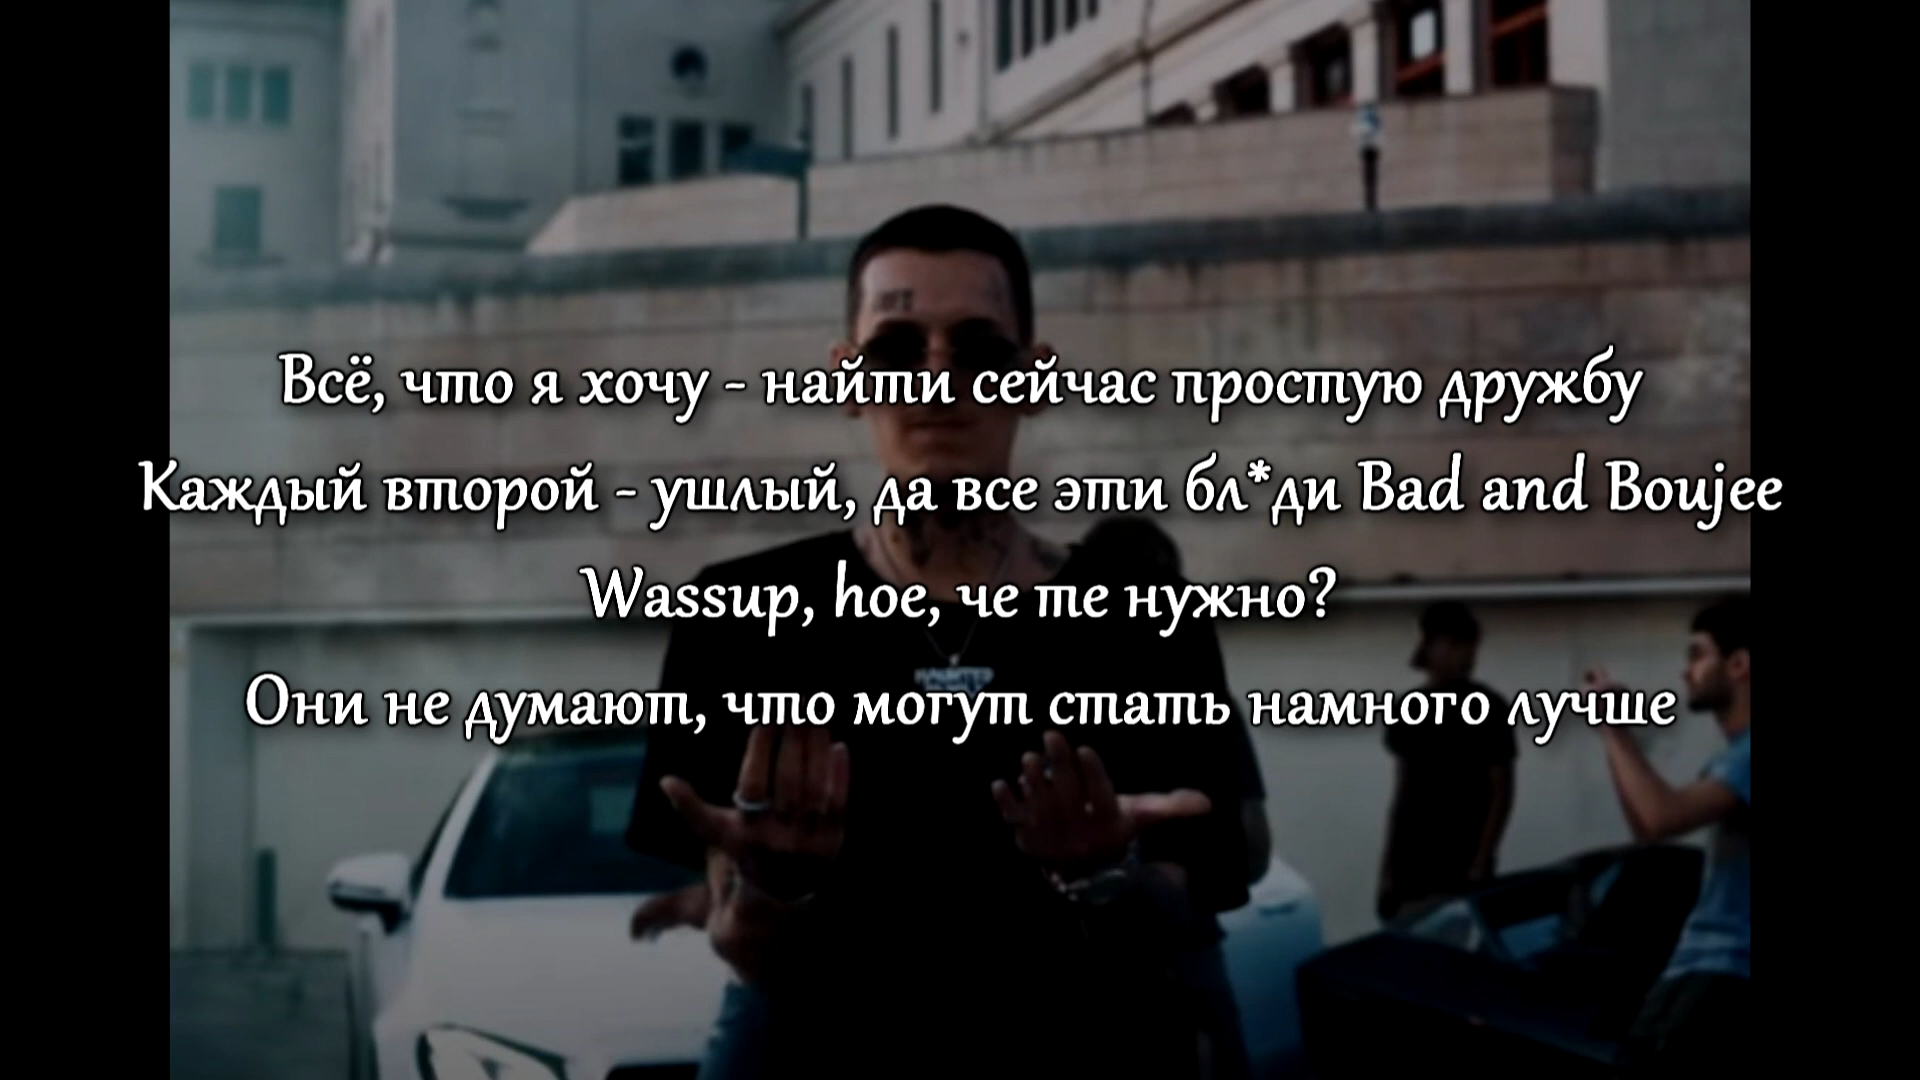 Всё, что я хочу - найти сейчас простую дружбу
Каждый второй - ушлый, да все эти бл*ди Bad and Boujee
Wassup, hoe, че те нужно?
Они не думают, что могут стать намного лучше